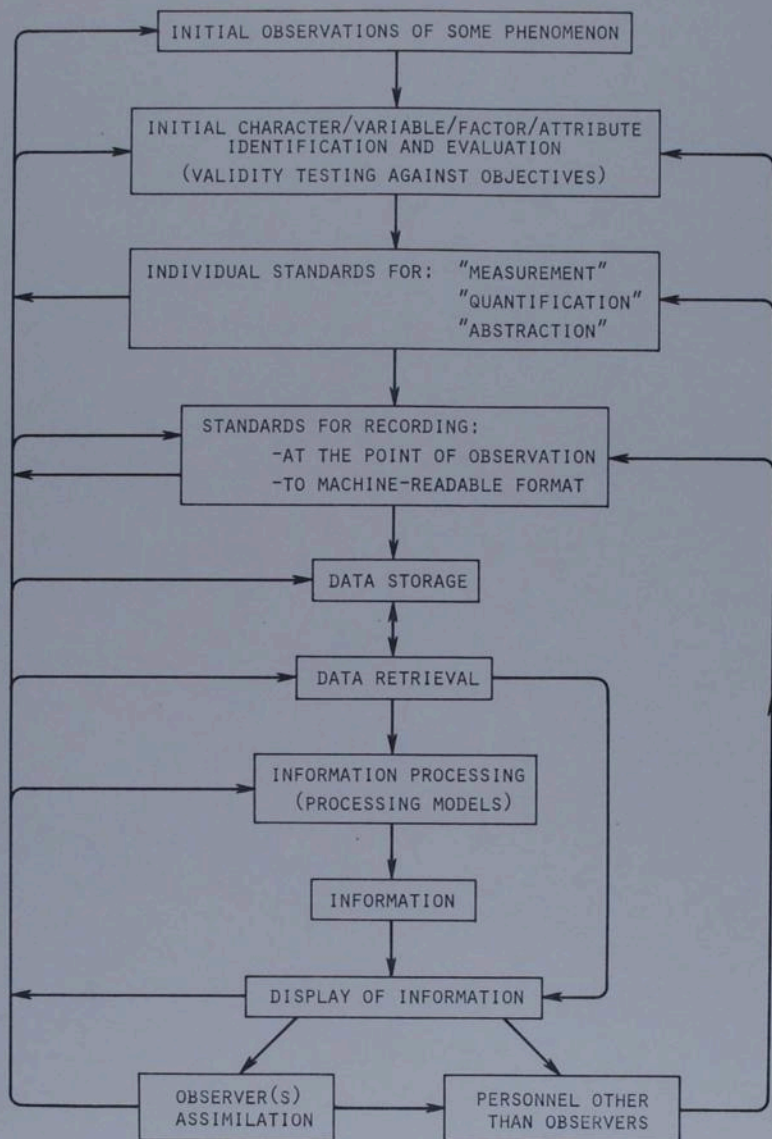 INITIAL OBSERVATIONS OF SOME PHENOMENON
INITIAL CHARACTER/VARIABLE/FACTOR/ATTRIBUTE
IDENTIFICATION AND EVALUATION
(VALIDITY TESTING AGAINST OBJECTIVES)
INDIVIDUAL STANDARDS FOR: "MEASUREMENT"
"QUANTIFICATION"
"ABSTRACTION"
STANDARDS FOR RECORDING:
-AT THE POINT OF OBSERVATION
-TO MACHINE-READABLE FORMAT
DATA STORAGE
DATA RETRIEVAL
INFORMATION PROCESSING
(PROCESSING MODELS)
INFORMATION
DISPLAY OF INFORMATION
OBSERVER(S)
ASSIMILATION
PERSONNEL OTHER
THAN OBSERVERS